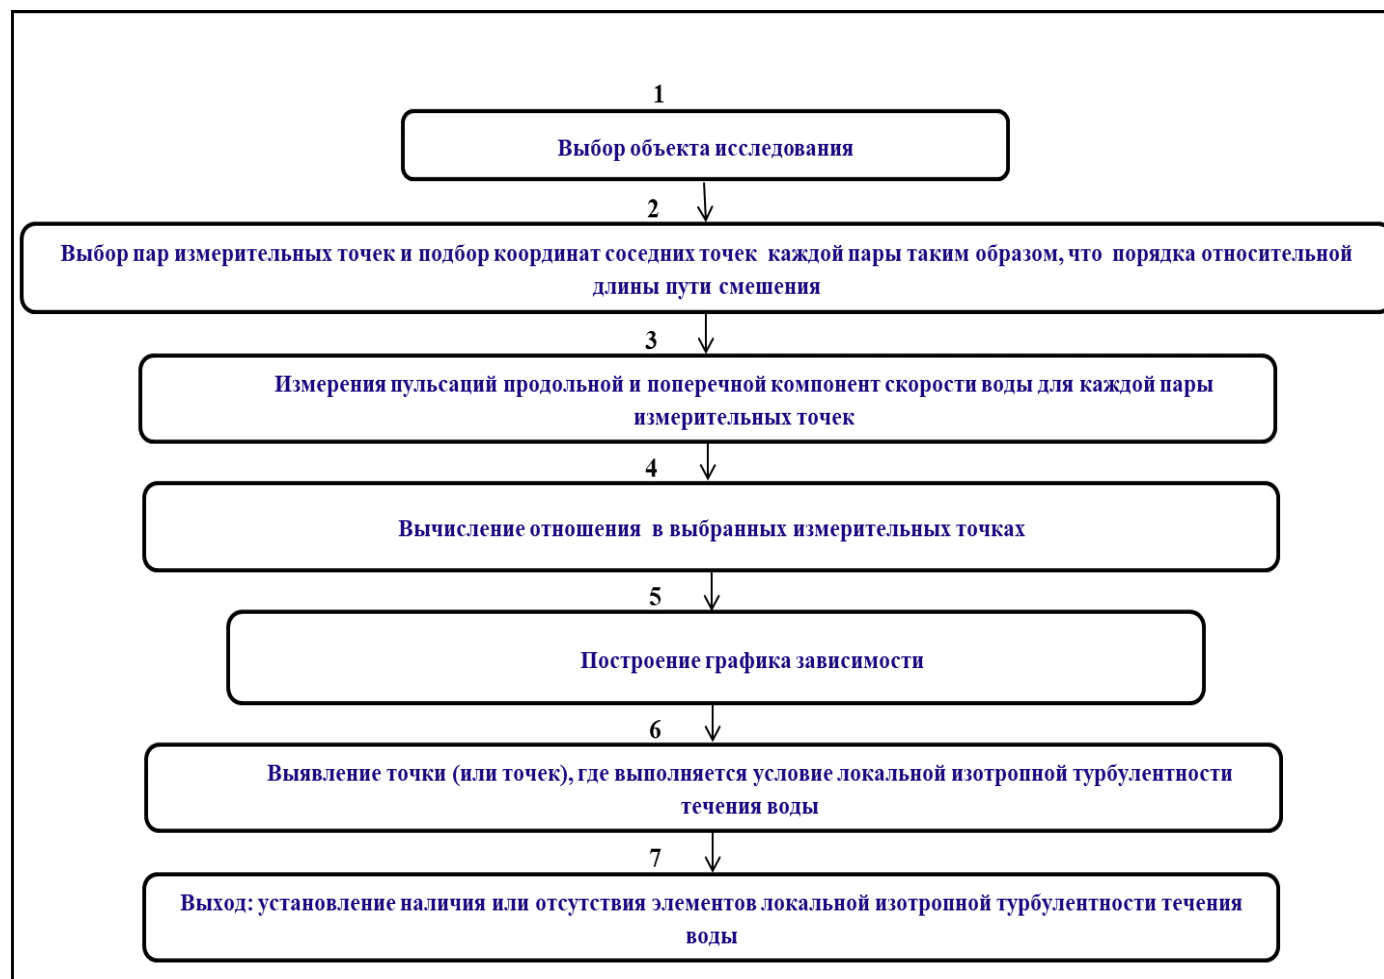 1
Выбор объекта исследования
2
Выбор пар измерительных точек и подбор координат соседних точек каждой пары таким образом, что порядка относительной
длины пути смешения
3
Измерения пульсаций продольной и поперечной компонент скорости воды для каждой пары
измерительных точек
4
Вычисление отношения в выбранных измерительных точках
5
Построение графика зависимости
6
Выявление точки (или точек), где выполняется условие локальной изотропной турбулентности
течения воды
7
Выход: установление наличия или отсутствия элементов локальной изотропной турбулентности течения
воды